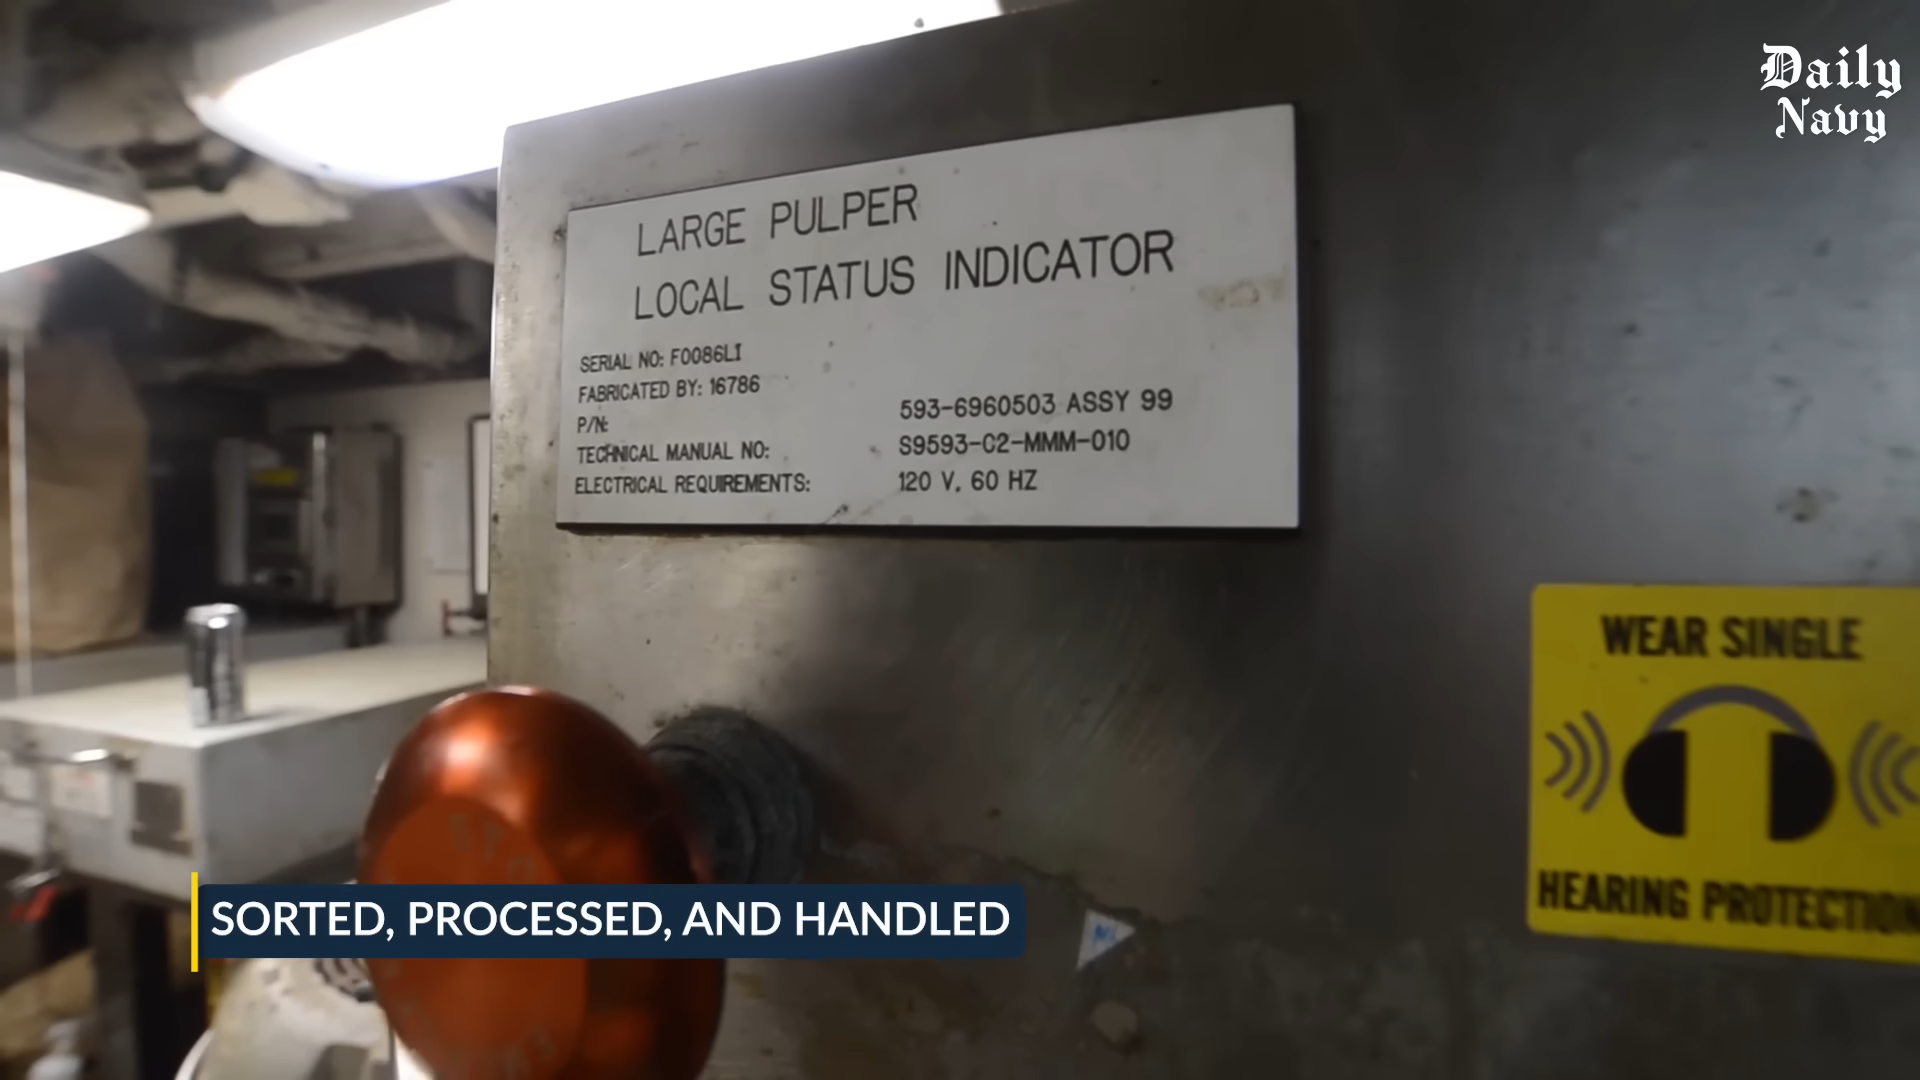 Daily
Navy
LARGE PULPER
LOCAL STATUS INDICATOR
SERIAL NO: F0086LI
FABRICATED BY: 16786
P/N: 593-6960503 ASSY 99
TECHNICAL MANUAL NO: S9593-C2-MMM-010
ELECTRICAL REQUIREMENTS: 120 V, 60 HZ
WEAR SINGLE
HEARING PROTECTION
SORTED, PROCESSED, AND HANDLED